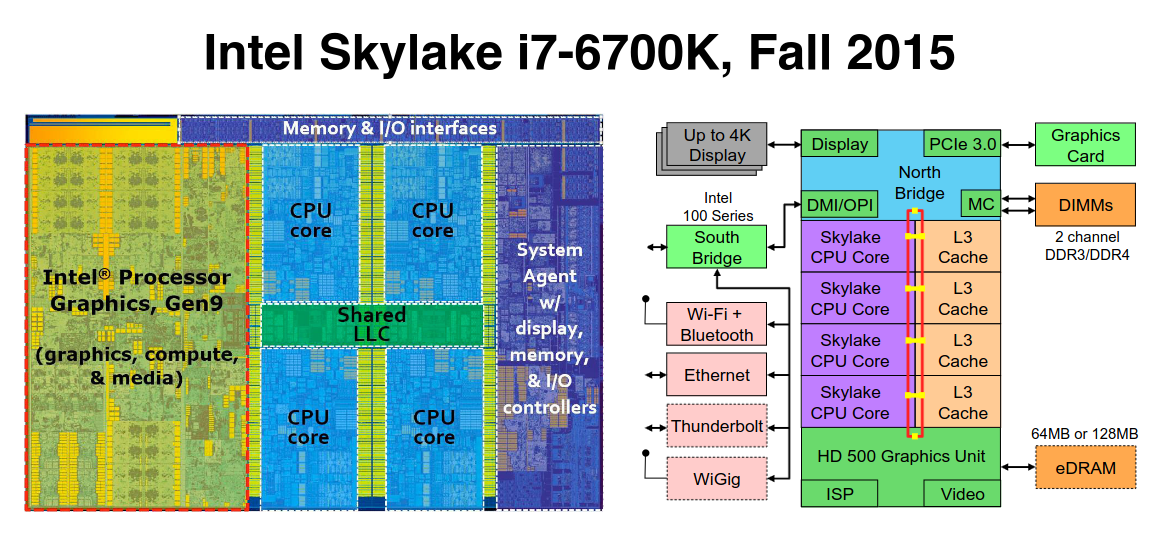 Intel Skylake i7-6700K, Fall 2015
Memory & I/O interfaces
Intel® Processor
Graphics, Gen9
(graphics, compute,
& media)
CPU
core
CPU
core
Shared
LLC
CPU
core
CPU
core
System
Agent
w/
display,
memory,
& I/O
controllers
Up to 4K
Display
Intel
100 Series
South
Bridge
Wi-Fi +
Bluetooth
Ethernet
Thunderbolt
WiGig
Display
PCIe 3.0
North
Bridge
DMI/OPI
MC
Skylake
CPU Core
L3
Cache
Skylake
CPU Core
L3
Cache
Skylake
CPU Core
L3
Cache
Skylake
CPU Core
L3
Cache
HD 500 Graphics Unit
ISP
Video
Graphics
Card
DIMMs
2 channel
DDR3/DDR4
64MB or 128MB
eDRAM